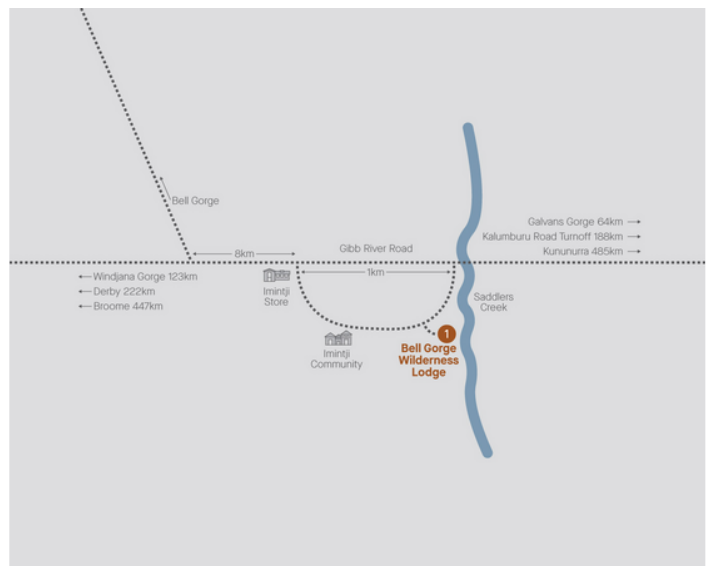 Bell Gorge
Galvans Gorge 64km
Kalumburu Road Turnoff 188km
Kununurra 485km
8km
Gibb River Road
1km
Windjana Gorge 123km
Derby 222km
Broome 447km
Imintji
Store
Saddlers
Creek
1
Bell Gorge
Wilderness
Lodge
Imintji
Community